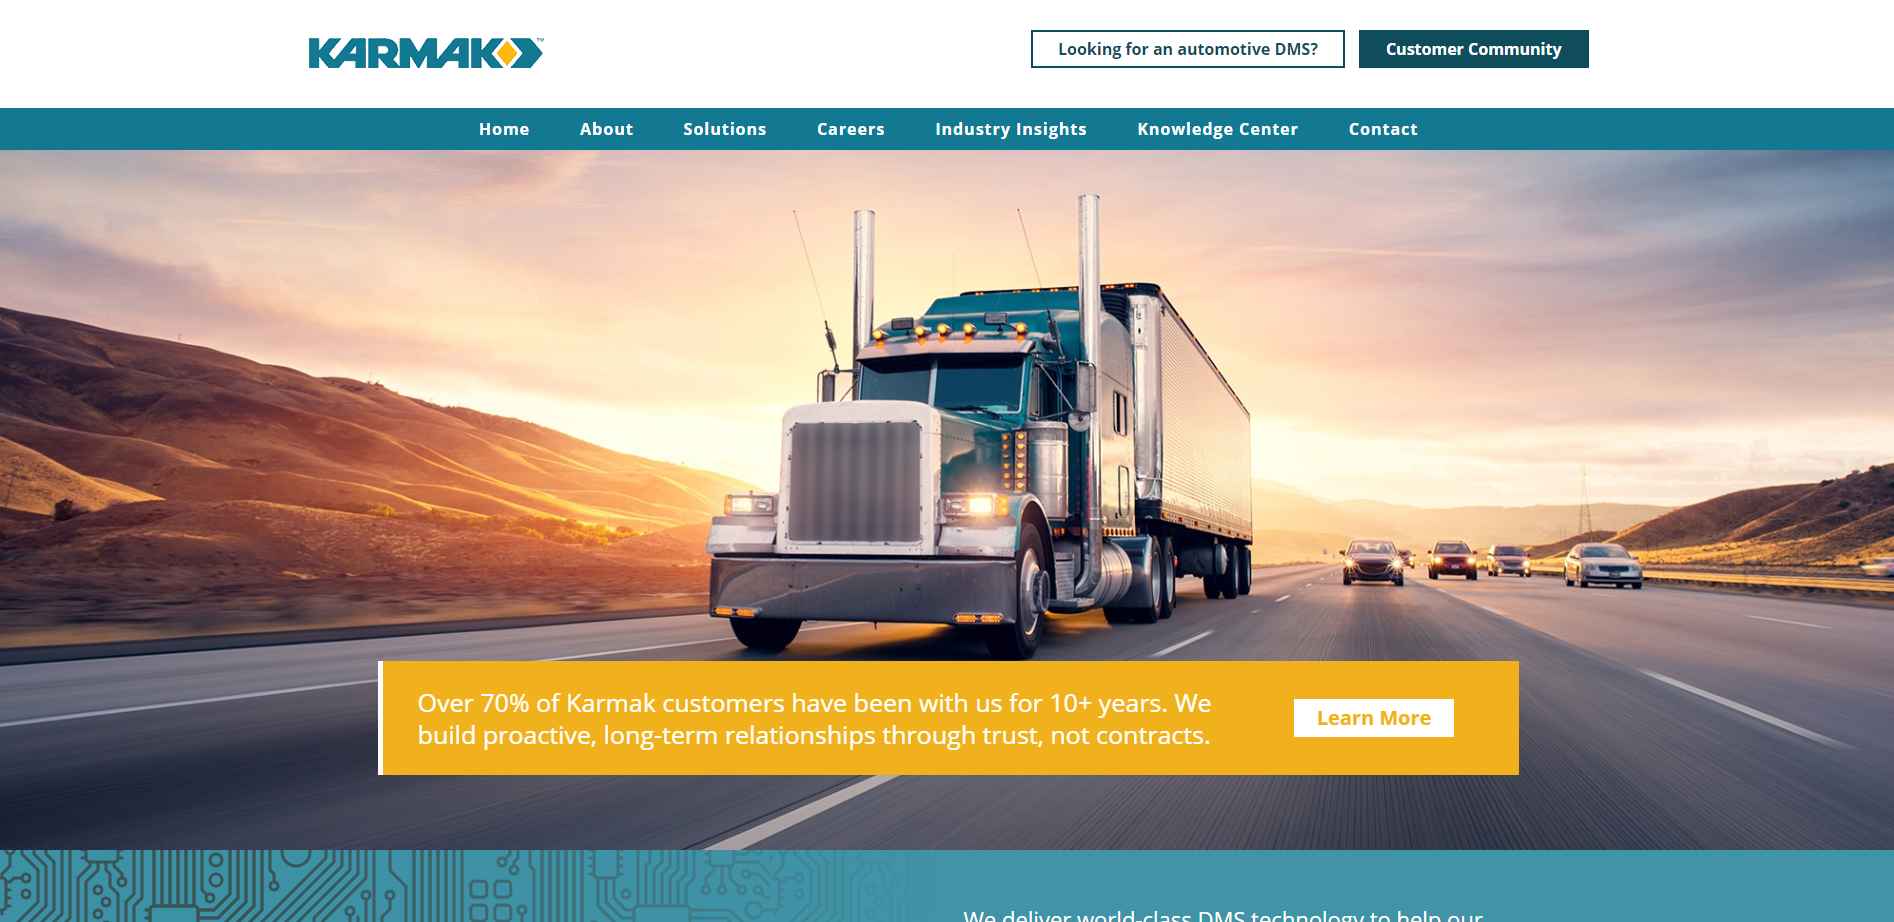 KARMAK™
Looking for an automotive DMS?
Customer Community
Home
About
Solutions
Careers
Industry Insights
Knowledge Center
Contact
Over 70% of Karmak customers have been with us for 10+ years. We
build proactive, long-term relationships through trust, not contracts.
Learn More
We deliver world-class DMS technology to help our